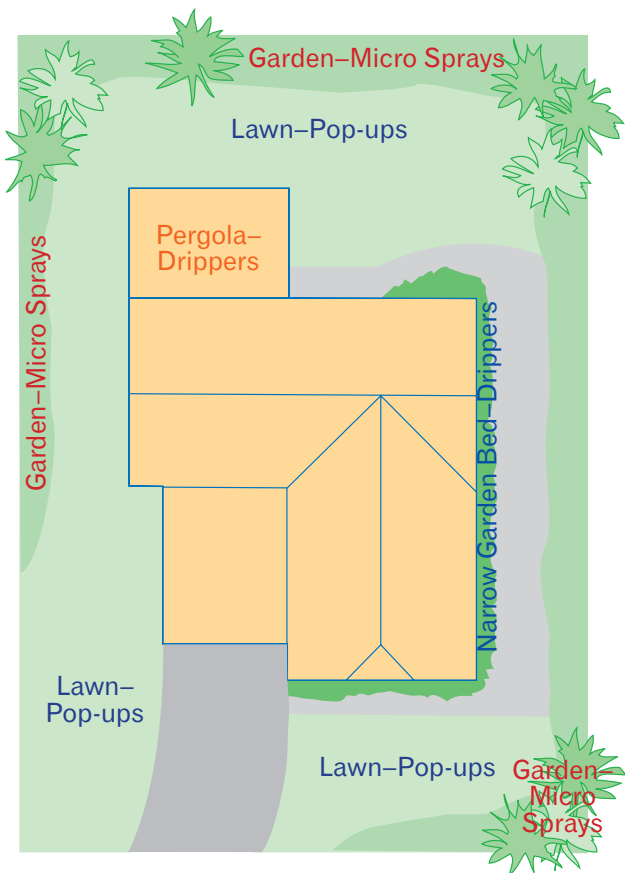 Garden–Micro Sprays
Lawn–Pop-ups
Pergola–
Drippers
Garden–Micro Sprays
Narrow Garden Bed–Drippers
Lawn–
Pop-ups
Lawn–Pop-ups
Garden–
Micro
Sprays